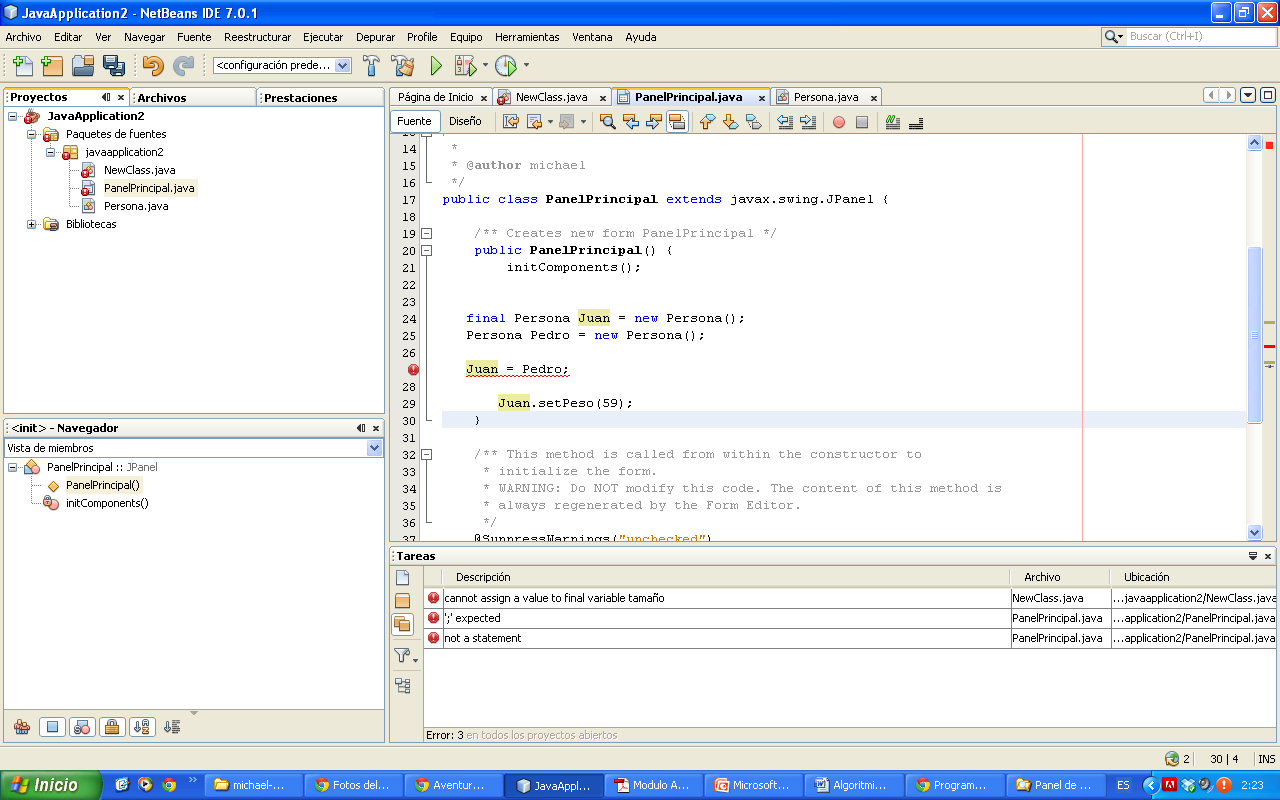 JavaApplication2 - NetBeans IDE 7.0.1
Archivo Editar Ver Navegar Fuente Reestructurar Ejecutar Depurar Profile Equipo Herramientas Ventana Ayuda
Buscar (Ctrl+I)
<configuración prede...
Proyectos Archivos Prestaciones
JavaApplication2
Paquetes de fuentes
javaapplication2
NewClass.java
PanelPrincipal.java
Persona.java
Bibliotecas
<init> - Navegador
Vista de miembros
PanelPrincipal :: JPanel
PanelPrincipal()
initComponents()
Página de Inicio NewClass.java PanelPrincipal.java Persona.java
Fuente Diseño
14 *
15 * @author michael
16 */
17 public class PanelPrincipal extends javax.swing.JPanel {
18
19 /** Creates new form PanelPrincipal */
20 public PanelPrincipal() {
21 initComponents();
22
23
24 final Persona Juan = new Persona();
25 Persona Pedro = new Persona();
26
Juan = Pedro;
28
29 Juan.setPeso(59);
30 }
31
32 /** This method is called from within the constructor to
33 * initialize the form.
34 * WARNING: Do NOT modify this code. The content of this method is
35 * always regenerated by the Form Editor.
36 */
37 @SuppressWarnings("unchecked")
Tareas
Descripción Archivo Ubicación
cannot assign a value to final variable tamaño NewClass.java ...javaapplication2/NewClass.java
';' expected PanelPrincipal.java ...application2/PanelPrincipal.java
not a statement PanelPrincipal.java ...application2/PanelPrincipal.java
Error: 3 en todos los proyectos abiertos
2 30 | 4 INS
Inicio michael-... Fotos del... Aventur... JavaAppl... Modulo A... Microsoft... Algoritmi... Program... Panel de ... ES 2:23